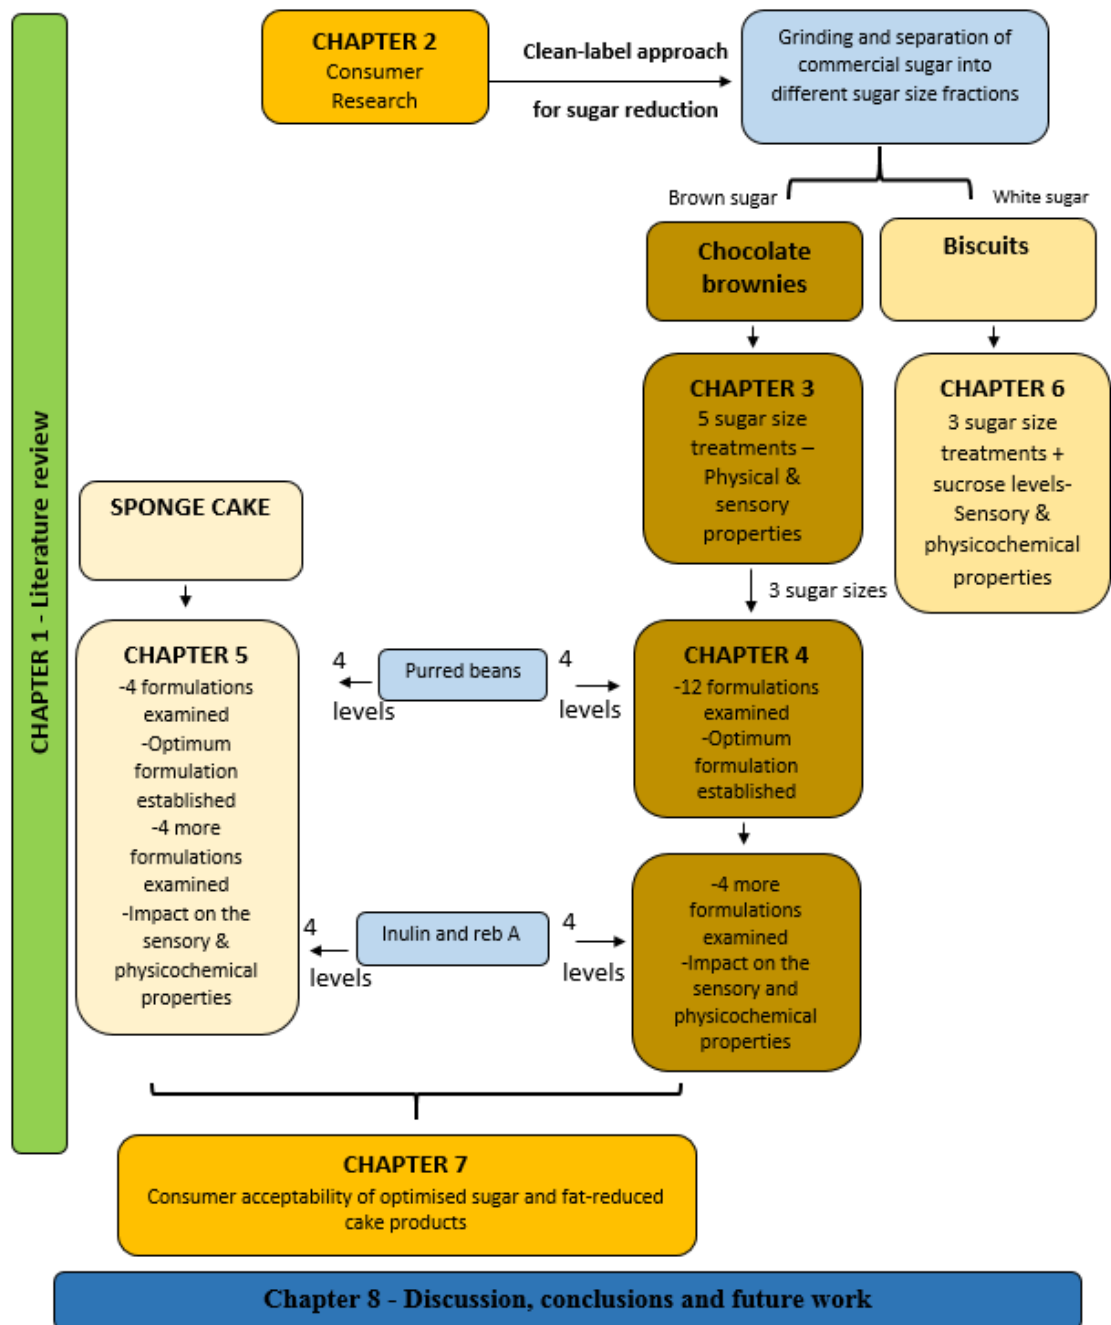 CHAPTER 1 - Literature review
CHAPTER 2
Consumer
Research
Clean-label approach
for sugar reduction
Grinding and separation of
commercial sugar into
different sugar size fractions
Brown sugar
White sugar
Chocolate
brownies
Biscuits
CHAPTER 3
5 sugar size
treatments –
Physical &
sensory
properties
CHAPTER 6
3 sugar size
treatments +
sucrose levels-
Sensory &
physicochemical
properties
3 sugar sizes
SPONGE CAKE
CHAPTER 5
-4 formulations
examined
-Optimum
formulation
established
-4 more
formulations
examined
-Impact on the
sensory &
physicochemical
properties
4
levels
Purred beans
4
levels
CHAPTER 4
-12 formulations
examined
-Optimum
formulation
established
4
levels
Inulin and reb A
4
levels
-4 more
formulations
examined
-Impact on the
sensory and
physicochemical
properties
CHAPTER 7
Consumer acceptability of optimised sugar and fat-reduced
cake products
Chapter 8 - Discussion, conclusions and future work